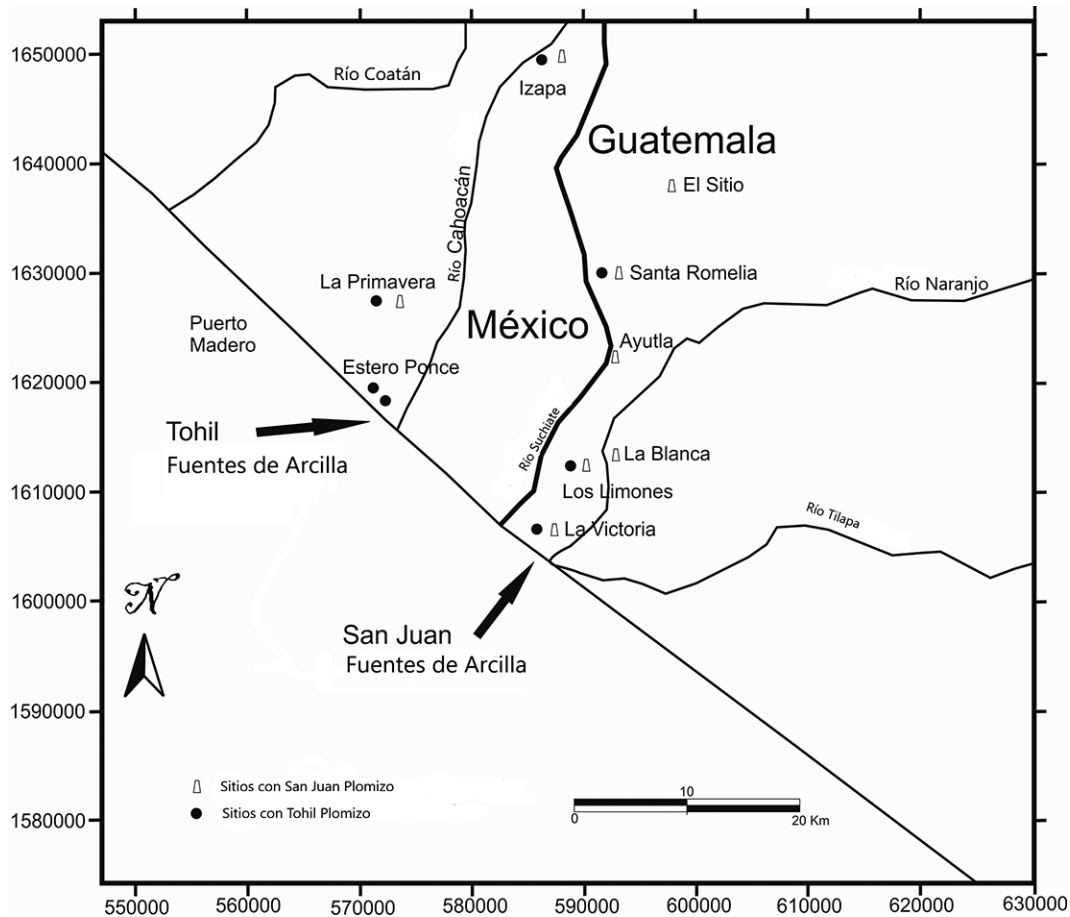 1650000
1640000
1630000
1620000
1610000
1600000
1590000
1580000
Río Coatán
Izapa
Guatemala
El Sitio
Río Cahoacán
Santa Romelia
Río Naranjo
La Primavera
Puerto
Madero
México
Ayutla
Estero Ponce
Tohil
Fuentes de Arcilla
Río Suchiate
La Blanca
Los Limones
La Victoria
Río Tilapa
N
San Juan
Fuentes de Arcilla
Sitios con San Juan Plomizo
Sitios con Tohil Plomizo
10
0
20 Km
550000 560000 570000 580000 590000 600000 610000 620000 630000